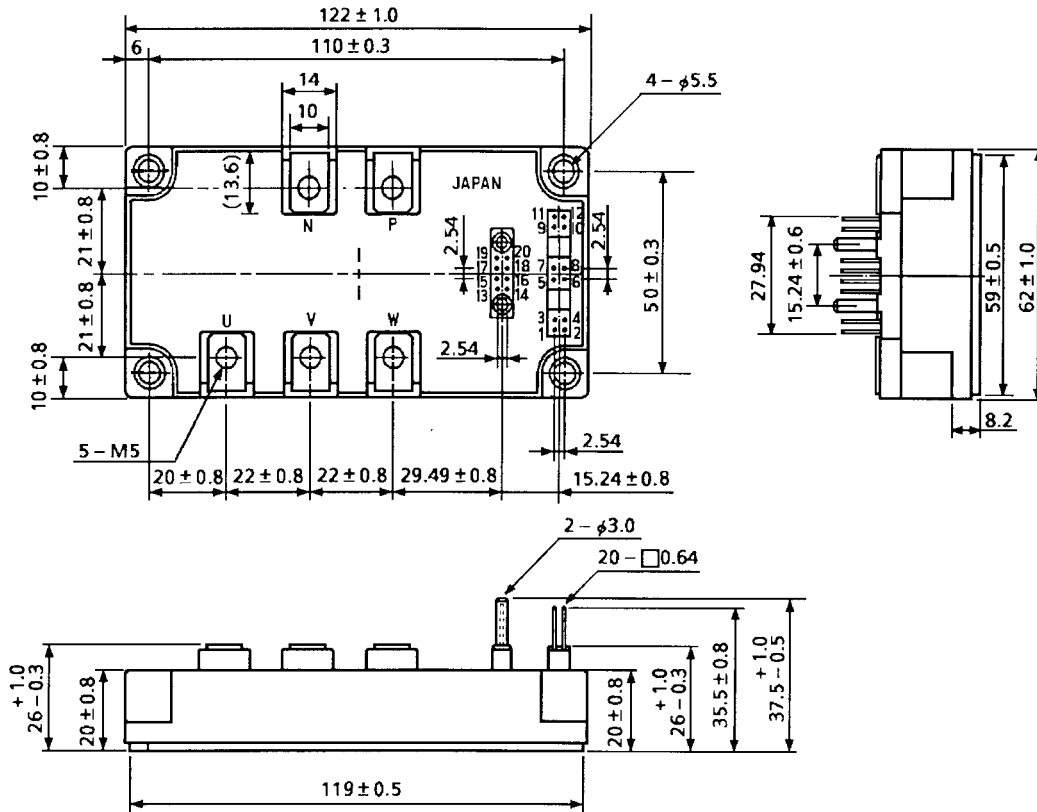 122 ± 1.0
6
110 ± 0.3
14
10
4 – φ5.5
10 ± 0.8
(13.6)
JAPAN
N
P
21 ± 0.8
21 ± 0.8
10 ± 0.8
2.54
19 20
17 18
15 16
13 14
11 12
9 10
7 8
5 6
3 4
1 2
2.54
50 ± 0.3
U
V
W
2.54
5 – M5
2.54
20 ± 0.8
22 ± 0.8
22 ± 0.8
29.49 ± 0.8
15.24 ± 0.8
27.94
15.24 ± 0.6
59 ± 0.5
62 ± 1.0
8.2
2 – φ3.0
20 – □0.64
+ 1.0
26 – 0.3
20 ± 0.8
20 ± 0.8
+ 1.0
26 – 0.3
35.5 ± 0.8
+ 1.0
37.5 – 0.5
119 ± 0.5